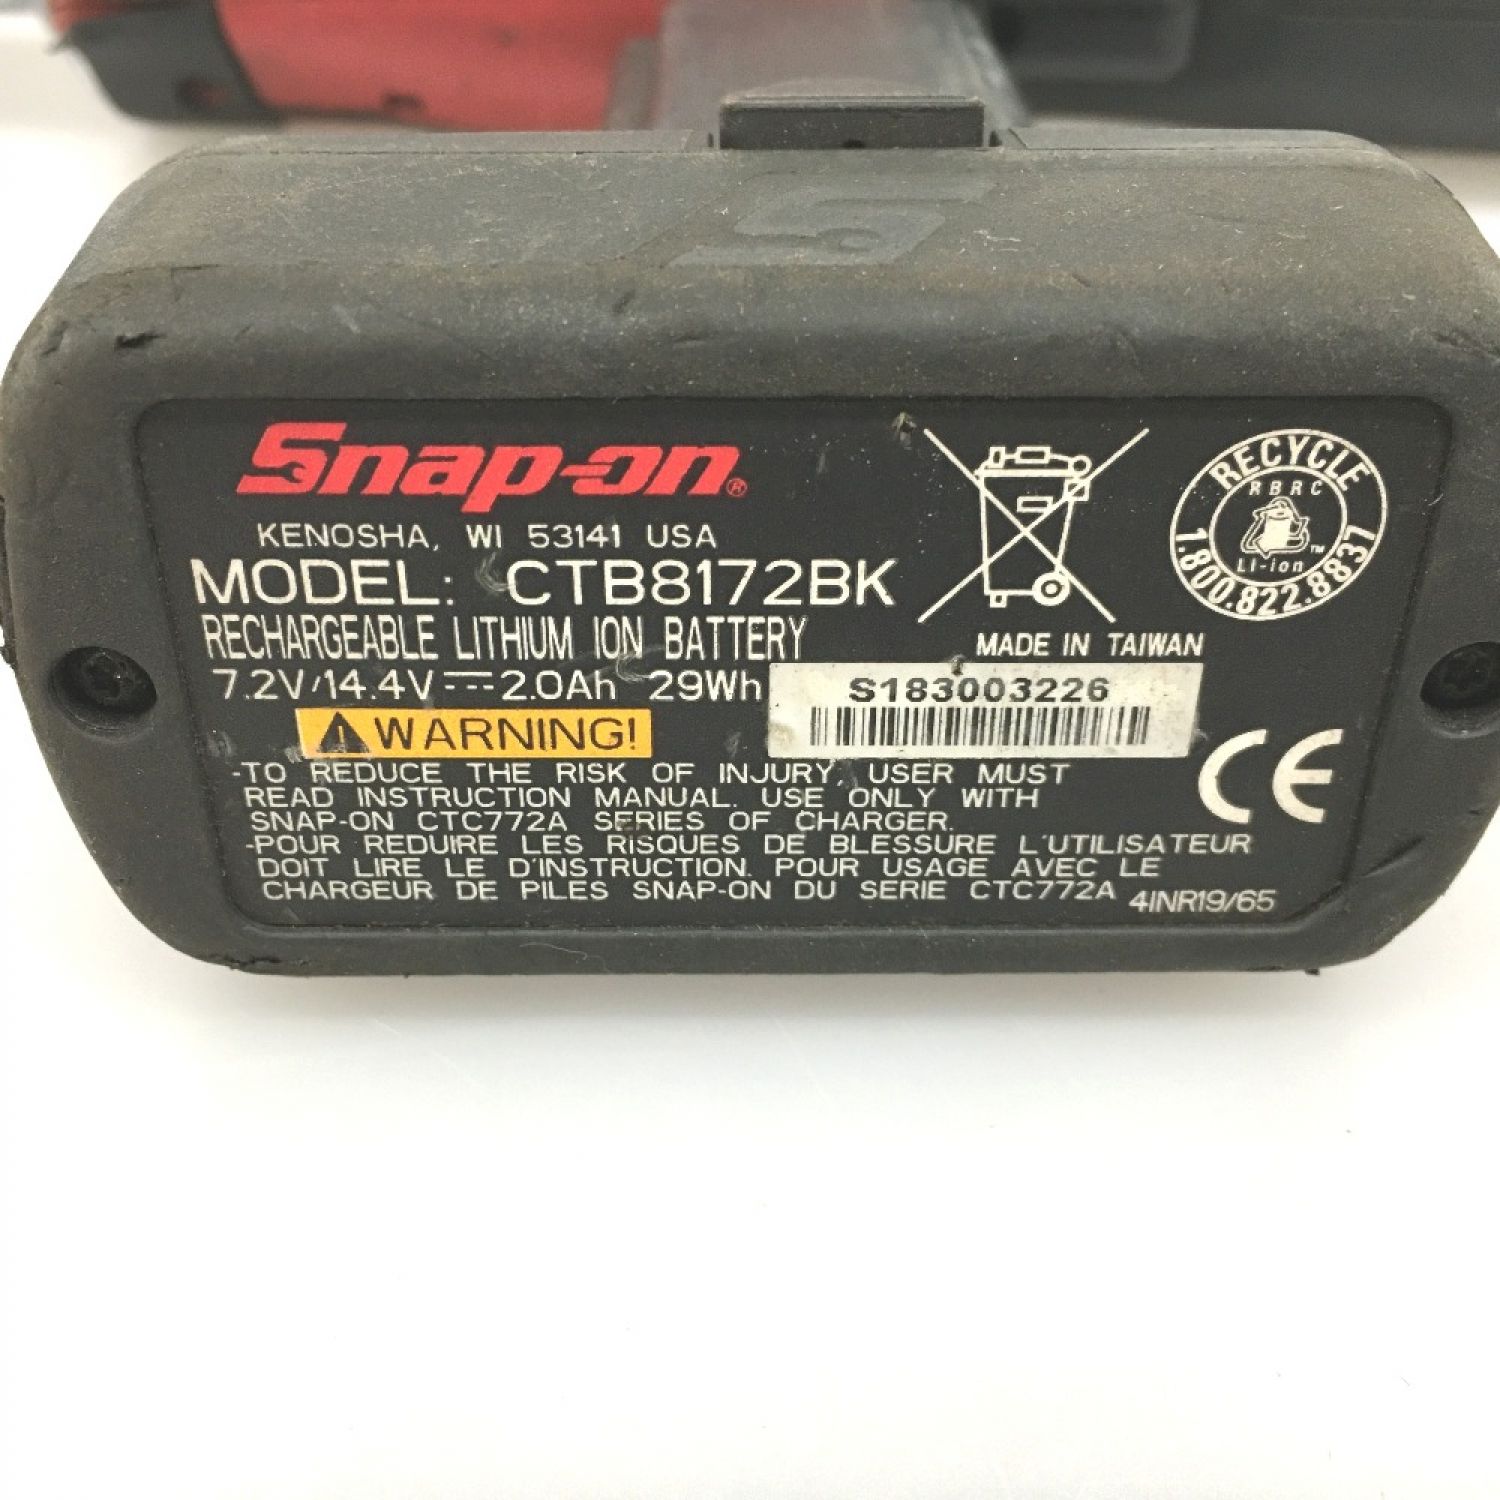 Snap-on®
KENOSHA, WI 53141 USA
MODEL: CTB8172BK
RECHARGEABLE LITHIUM ION BATTERY
7.2V/14.4V 2.0Ah 29Wh
RECYCLE
RBRC
Li-ion
™
1.800.822.8837
MADE IN TAIWAN
S183003226
WARNING!
CE
-TO REDUCE THE RISK OF INJURY, USER MUST
READ INSTRUCTION MANUAL. USE ONLY WITH
SNAP-ON CTC772A SERIES OF CHARGER.
-POUR REDUIRE LES RISQUES DE BLESSURE L'UTILISATEUR
DOIT LIRE LE D'INSTRUCTION. POUR USAGE AVEC LE
CHARGEUR DE PILES SNAP-ON DU SERIE CTC772A
4INR19/65